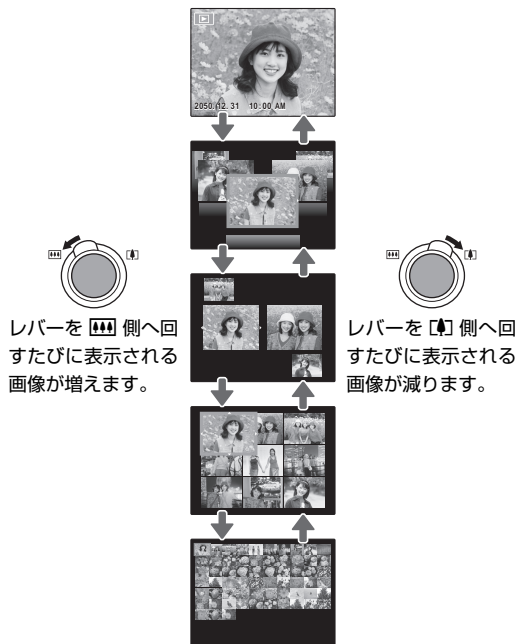 2050. 12. 31 10: 00 AM
レバーを 側へ回
すたびに表示される
画像が増えます。
レバーを 側へ回
すたびに表示される
画像が減ります。